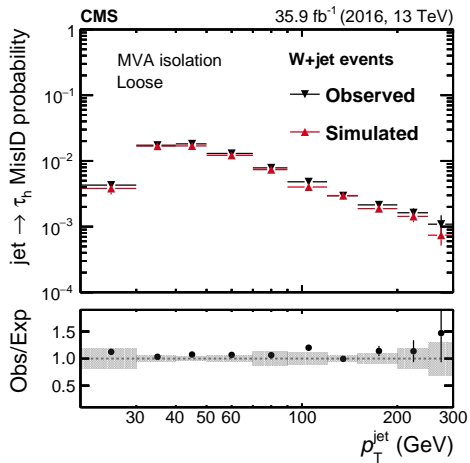 CMS 35.9 fb⁻¹ (2016, 13 TeV)
MVA isolation
Loose
W+jet events
Observed
Simulated
jet → τ_h MisID probability
1
10⁻¹
10⁻²
10⁻³
10⁻⁴
Obs/Exp
1.5
1.0
0.5
30 40 50 60 100 200 300
p_T^jet (GeV)